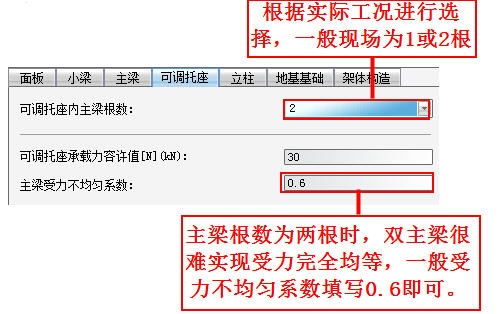 根据实际工况进行选
择，一般现场为1或2根
面板 小梁 主梁 可调托座 立柱 地基基础 架体构造
可调托座内主梁根数： 2
可调托座承载力容许值[N](kN)： 30
主梁受力不均匀系数： 0.6
主梁根数为两根时，双主梁很
难实现受力完全均等，一般受
力不均匀系数填写0.6即可。